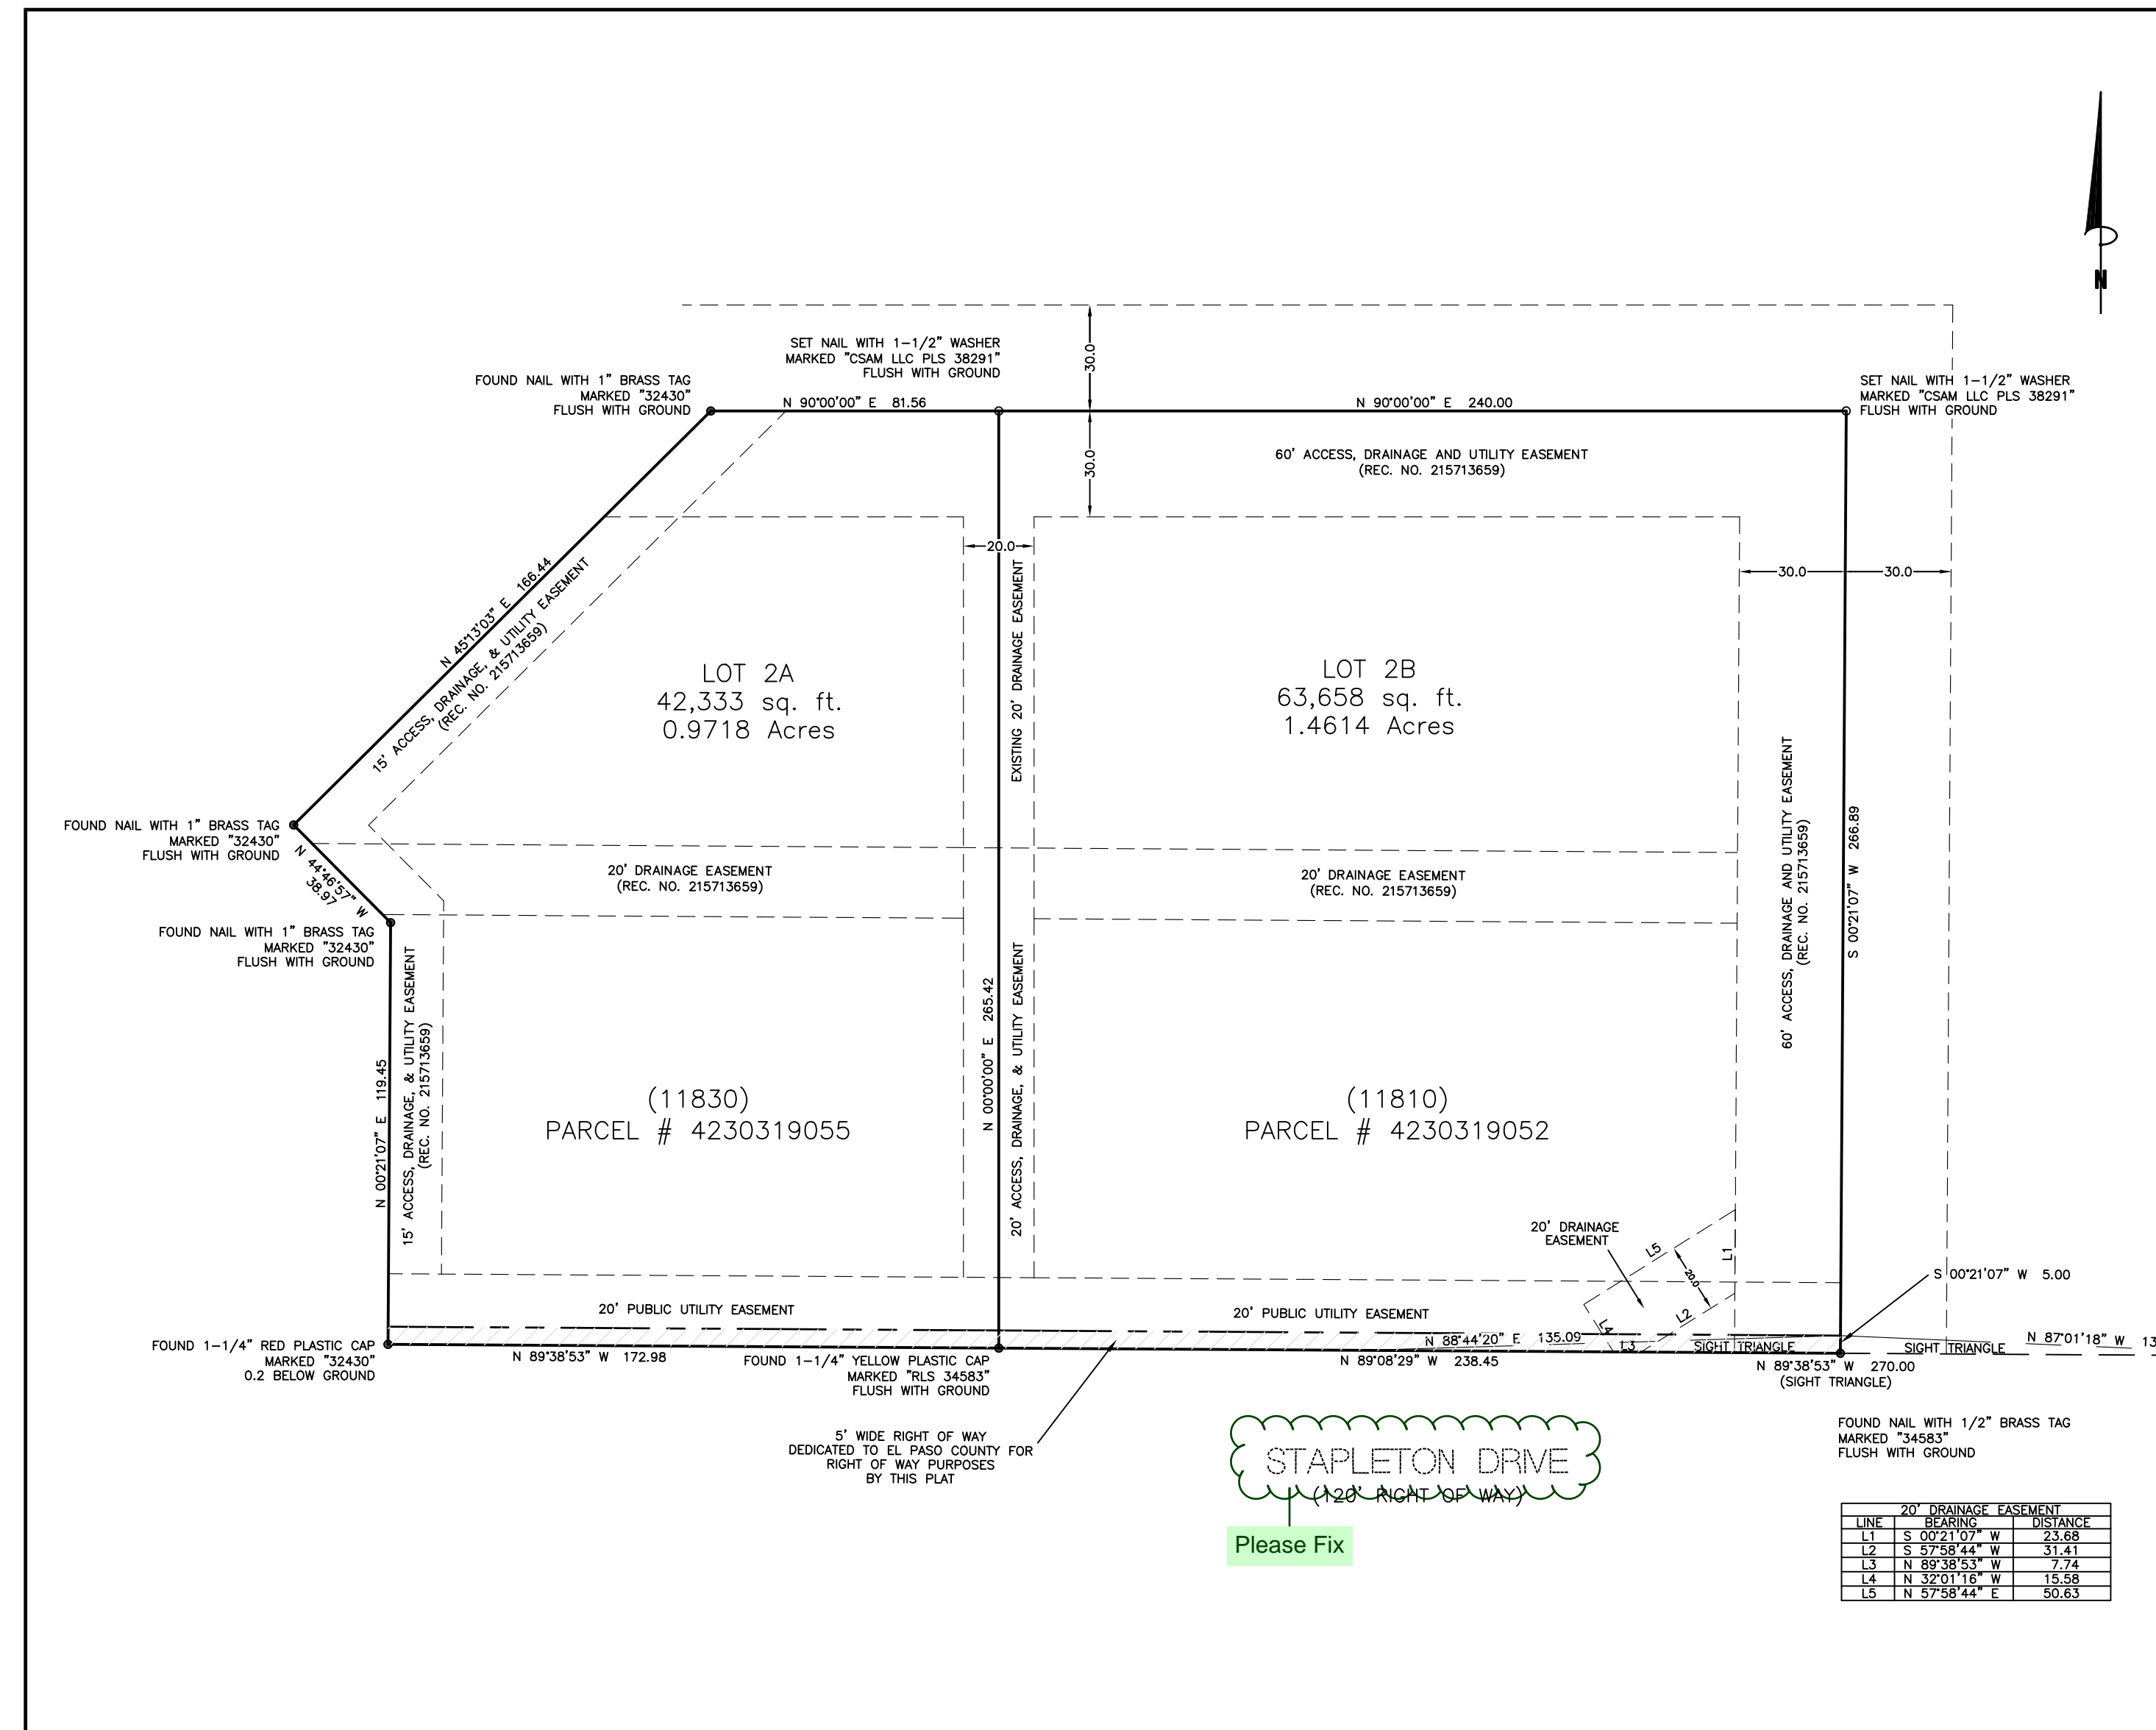 N
30.0
SET NAIL WITH 1-1/2" WASHER
MARKED "CSAM LLC PLS 38291"
FLUSH WITH GROUND
FOUND NAIL WITH 1" BRASS TAG
MARKED "32430"
FLUSH WITH GROUND
N 90°00'00" E 81.56
N 90°00'00" E 240.00
SET NAIL WITH 1-1/2" WASHER
MARKED "CSAM LLC PLS 38291"
FLUSH WITH GROUND
30.0
60' ACCESS, DRAINAGE AND UTILITY EASEMENT
(REC. NO. 215713659)
20.0
30.0
30.0
N 45°13'03" E 166.44
15' ACCESS, DRAINAGE, & UTILITY EASEMENT
(REC. NO. 215713659)
EXISTING 20' DRAINAGE EASEMENT
LOT 2A
42,333 sq. ft.
0.9718 Acres
LOT 2B
63,658 sq. ft.
1.4614 Acres
60' ACCESS, DRAINAGE AND UTILITY EASEMENT
(REC. NO. 215713659)
S 00°21'07" W 266.89
FOUND NAIL WITH 1" BRASS TAG
MARKED "32430"
FLUSH WITH GROUND
N 44°46'57" W
38.97
20' DRAINAGE EASEMENT
(REC. NO. 215713659)
20' DRAINAGE EASEMENT
(REC. NO. 215713659)
FOUND NAIL WITH 1" BRASS TAG
MARKED "32430"
FLUSH WITH GROUND
N 00°21'07" E 119.45
15' ACCESS, DRAINAGE, & UTILITY EASEMENT
(REC. NO. 215713659)
N 00°00'00" E 265.42
20' ACCESS, DRAINAGE, & UTILITY EASEMENT
(11830)
PARCEL # 4230319055
(11810)
PARCEL # 4230319052
20' DRAINAGE
EASEMENT
L5
L1
20.0
L2
L4
L3
S 00°21'07" W 5.00
20' PUBLIC UTILITY EASEMENT
20' PUBLIC UTILITY EASEMENT
N 88°44'20" E 135.09
SIGHT TRIANGLE
SIGHT TRIANGLE
N 87°01'18" W 13
FOUND 1-1/4" RED PLASTIC CAP
MARKED "32430"
0.2 BELOW GROUND
N 89°38'53" W 172.98
FOUND 1-1/4" YELLOW PLASTIC CAP
MARKED "RLS 34583"
FLUSH WITH GROUND
N 89°08'29" W 238.45
N 89°38'53" W 270.00
(SIGHT TRIANGLE)
5' WIDE RIGHT OF WAY
DEDICATED TO EL PASO COUNTY FOR
RIGHT OF WAY PURPOSES
BY THIS PLAT
STAPLETON DRIVE
(120' RIGHT OF WAY)
Please Fix
FOUND NAIL WITH 1/2" BRASS TAG
MARKED "34583"
FLUSH WITH GROUND
20' DRAINAGE EASEMENT
LINE BEARING DISTANCE
L1 S 00°21'07" W 23.68
L2 S 57°58'44" W 31.41
L3 N 89°38'53" W 7.74
L4 N 32°01'16" W 15.58
L5 N 57°58'44" E 50.63